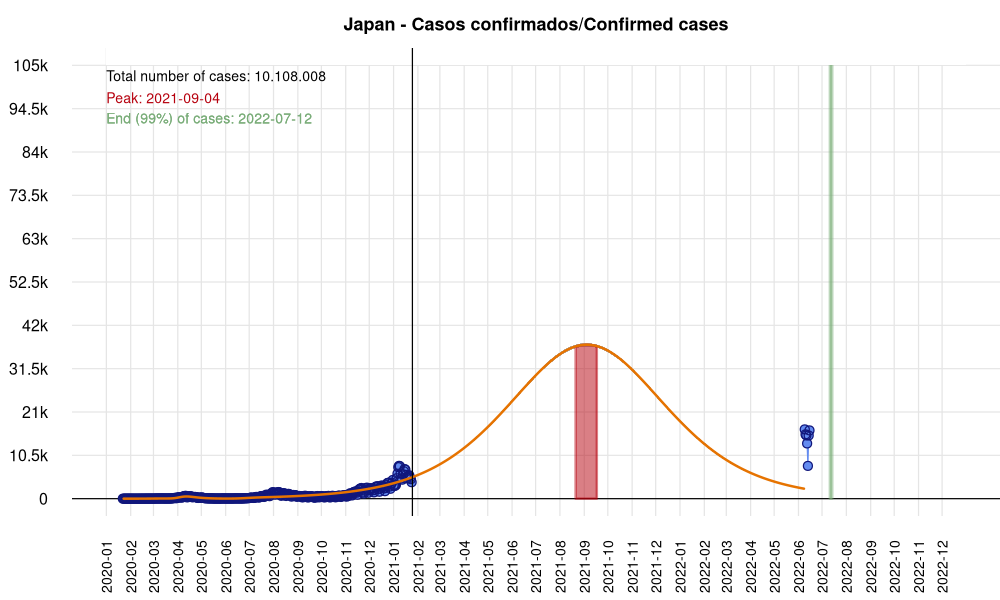 Japan - Casos confirmados/Confirmed cases
105k
94.5k
84k
73.5k
63k
52.5k
42k
31.5k
21k
10.5k
0
Total number of cases: 10.108.008
Peak: 2021-09-04
End (99%) of cases: 2022-07-12
2020-01
2020-02
2020-03
2020-04
2020-05
2020-06
2020-07
2020-08
2020-09
2020-10
2020-11
2020-12
2021-01
2021-02
2021-03
2021-04
2021-05
2021-06
2021-07
2021-08
2021-09
2021-10
2021-11
2021-12
2022-01
2022-02
2022-03
2022-04
2022-05
2022-06
2022-07
2022-08
2022-09
2022-10
2022-11
2022-12